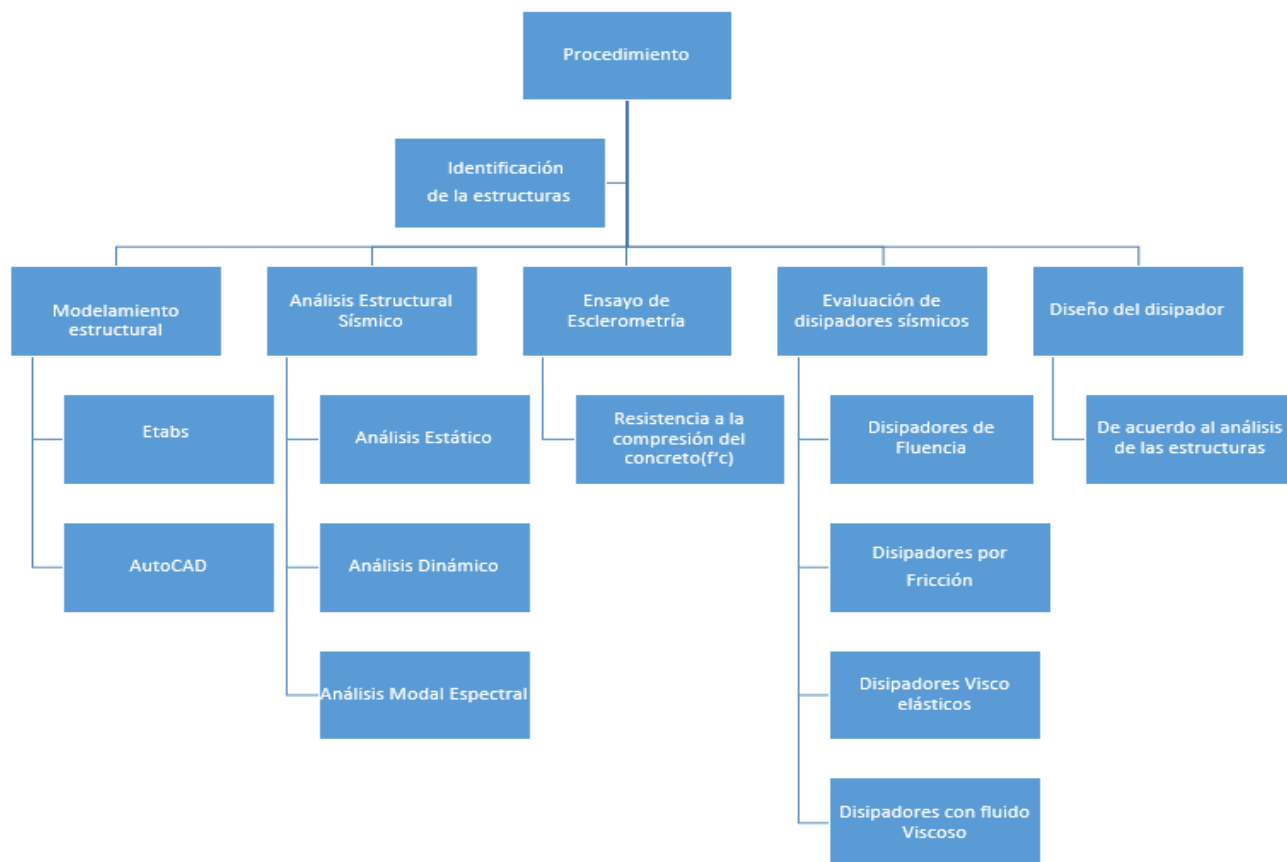 Procedimiento
Identificación
de la estructuras
Modelamiento
estructural
Análisis Estructural
Sísmico
Ensayo de
Esclerometría
Evaluación de
disipadores sísmicos
Diseño del disipador
Etabs
AutoCAD
Análisis Estático
Análisis Dinámico
Análisis Modal Espectral
Resistencia a la
compresión del
concreto(f’c)
Disipadores de
Fluencia
Disipadores por
Fricción
Disipadores Visco
elásticos
Disipadores con fluido
Viscoso
De acuerdo al análisis
de las estructuras